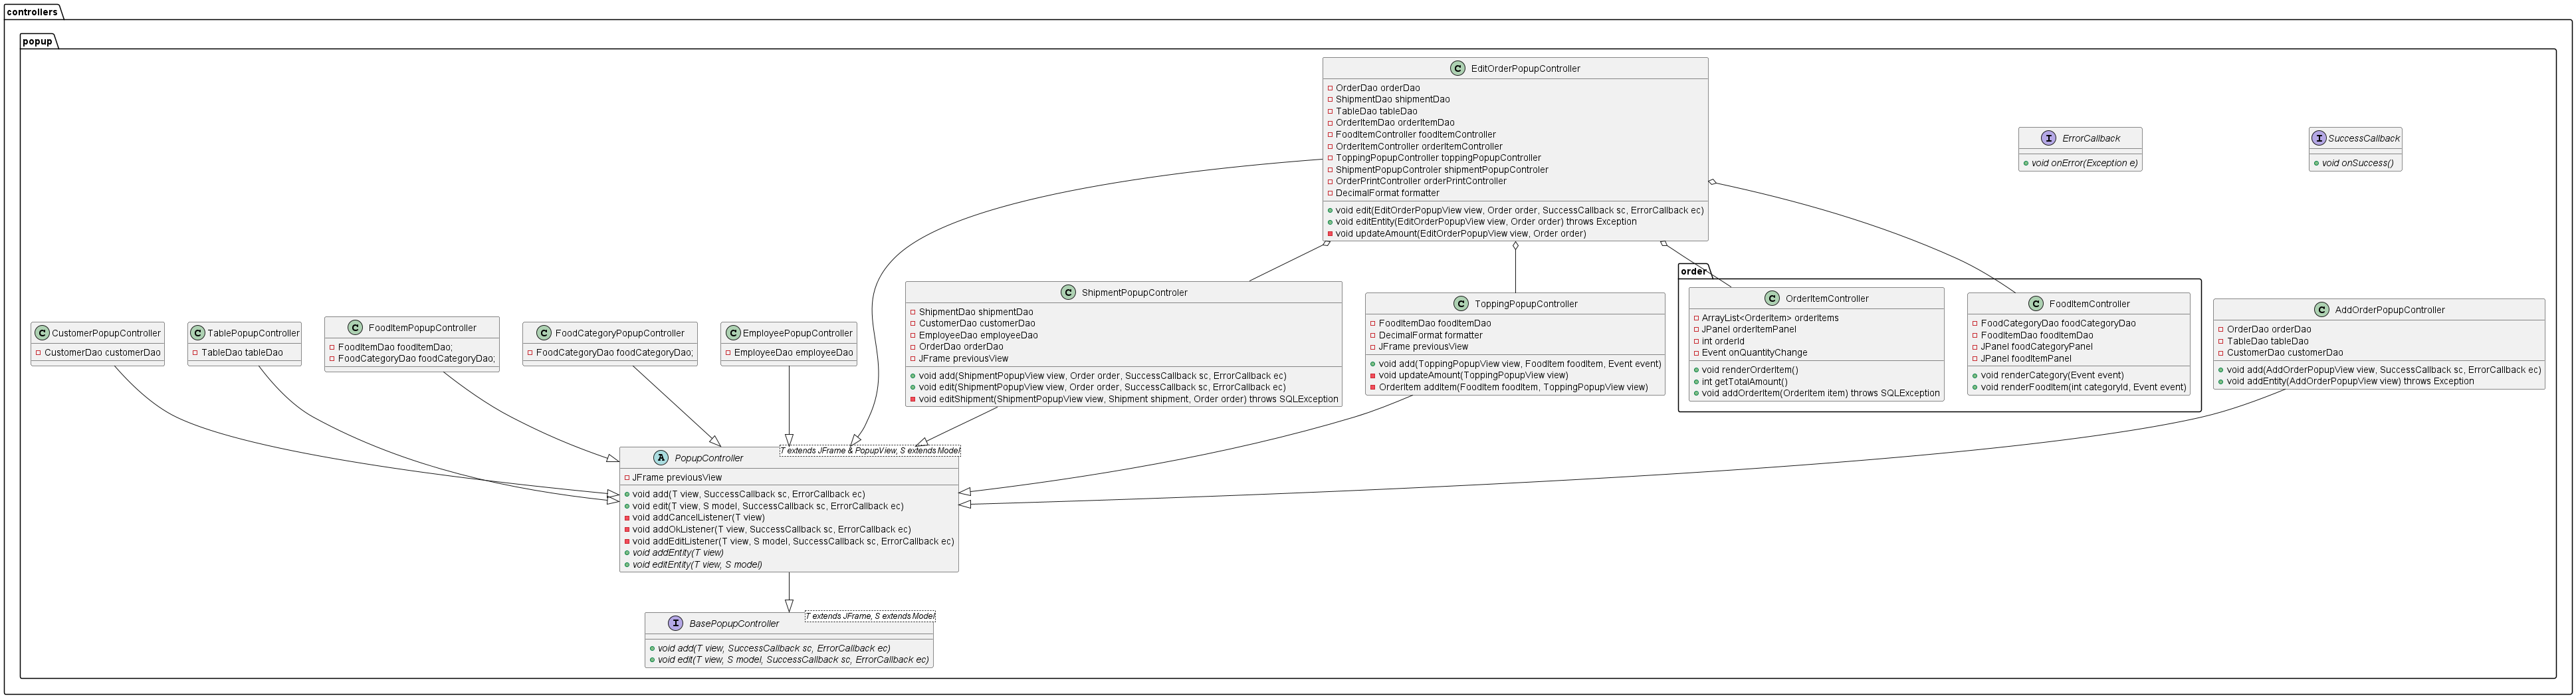 controllers
popup
C EditOrderPopupController
OrderDao orderDao
ShipmentDao shipmentDao
TableDao tableDao
OrderItemDao orderItemDao
FoodItemController foodItemController
OrderItemController orderItemController
ToppingPopupController toppingPopupController
ShipmentPopupControler shipmentPopupControler
OrderPrintController orderPrintController
DecimalFormat formatter
void edit(EditOrderPopupView view, Order order, SuccessCallback sc, ErrorCallback ec)
void editEntity(EditOrderPopupView view, Order order) throws Exception
void updateAmount(EditOrderPopupView view, Order order)
I ErrorCallback
void onError(Exception e)
I SuccessCallback
void onSuccess()
C CustomerPopupController
CustomerDao customerDao
C TablePopupController
TableDao tableDao
C FoodItemPopupController
FoodItemDao foodItemDao;
FoodCategoryDao foodCategoryDao;
C FoodCategoryPopupController
FoodCategoryDao foodCategoryDao;
C EmployeePopupController
EmployeeDao employeeDao
C ShipmentPopupControler
ShipmentDao shipmentDao
CustomerDao customerDao
EmployeeDao employeeDao
OrderDao orderDao
JFrame previousView
void add(ShipmentPopupView view, Order order, SuccessCallback sc, ErrorCallback ec)
void edit(ShipmentPopupView view, Order order, SuccessCallback sc, ErrorCallback ec)
void editShipment(ShipmentPopupView view, Shipment shipment, Order order) throws SQLException
C ToppingPopupController
FoodItemDao foodItemDao
DecimalFormat formatter
JFrame previousView
void add(ToppingPopupView view, FoodItem foodItem, Event event)
void updateAmount(ToppingPopupView view)
OrderItem addItem(FoodItem foodItem, ToppingPopupView view)
order
C OrderItemController
ArrayList<OrderItem> orderItems
JPanel orderItemPanel
int orderId
Event onQuantityChange
void renderOrderItem()
int getTotalAmount()
void addOrderItem(OrderItem item) throws SQLException
C FoodItemController
FoodCategoryDao foodCategoryDao
FoodItemDao foodItemDao
JPanel foodCategoryPanel
JPanel foodItemPanel
void renderCategory(Event event)
void renderFoodItem(int categoryId, Event event)
C AddOrderPopupController
OrderDao orderDao
TableDao tableDao
CustomerDao customerDao
void add(AddOrderPopupView view, SuccessCallback sc, ErrorCallback ec)
void addEntity(AddOrderPopupView view) throws Exception
A PopupController
T extends JFrame & PopupView, S extends Model
JFrame previousView
void add(T view, SuccessCallback sc, ErrorCallback ec)
void edit(T view, S model, SuccessCallback sc, ErrorCallback ec)
void addCancelListener(T view)
void addOkListener(T view, SuccessCallback sc, ErrorCallback ec)
void addEditListener(T view, S model, SuccessCallback sc, ErrorCallback ec)
void addEntity(T view)
void editEntity(T view, S model)
I BasePopupController
T extends JFrame, S extends Model
void add(T view, SuccessCallback sc, ErrorCallback ec)
void edit(T view, S model, SuccessCallback sc, ErrorCallback ec)